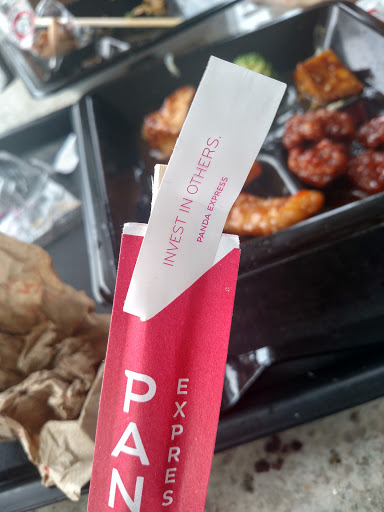 INVEST IN OTHERS.
PANDA EXPRESS
PAN
EXPRES